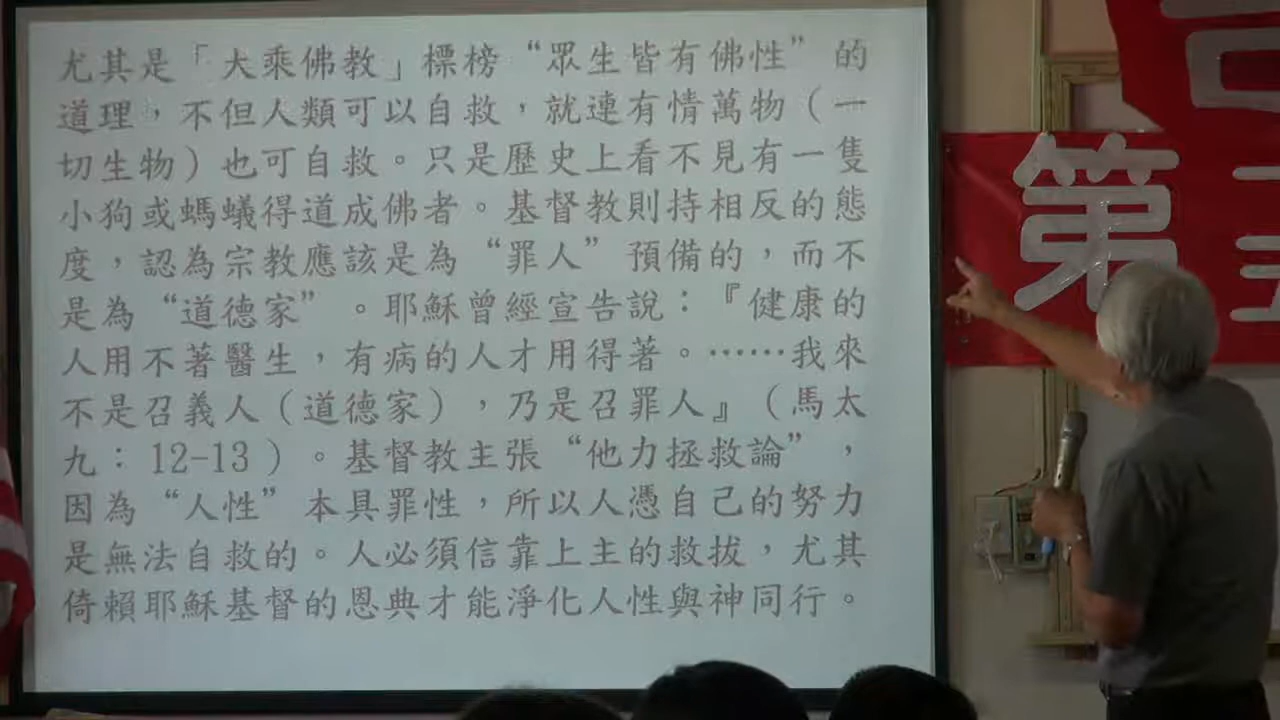 尤其是「大乘佛教」標榜“眾生皆有佛性”的
道理，不但人類可以自救，就連有情萬物（一
切生物）也可自救。只是歷史上看不見有一隻
小狗或螞蟻得道成佛者。基督教則持相反的態
度，認為宗教應該是為“罪人”預備的，而不
是為“道德家”。耶穌曾經宣告說：『健康的
人用不著醫生，有病的人才用得著。……我來
不是召義人（道德家），乃是召罪人』（馬太
九：12-13）。基督教主張“他力拯救論”，
因為“人性”本具罪性，所以人憑自己的努力
是無法自救的。人必須信靠上主的救拔，尤其
倚賴耶穌基督的恩典才能淨化人性與神同行。
第